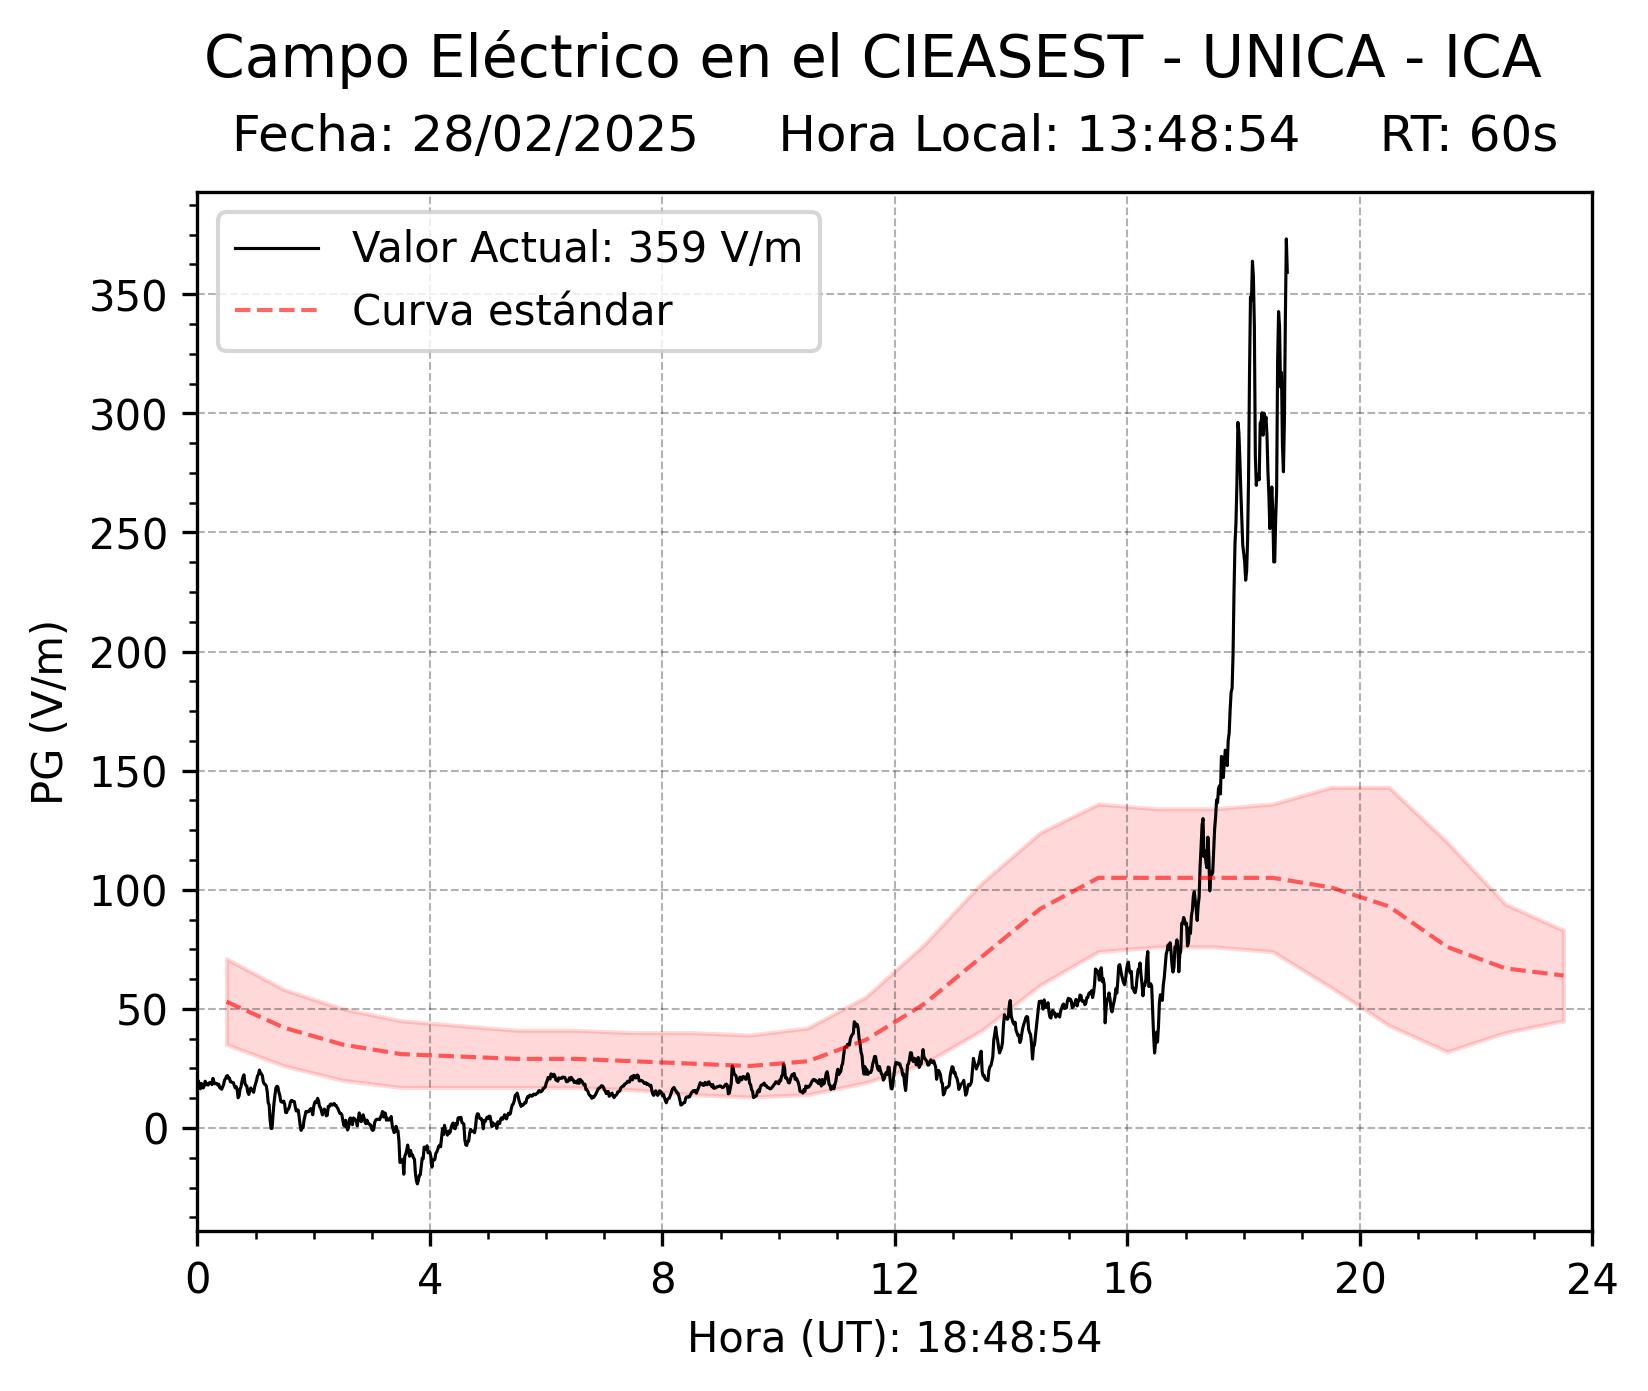 Campo Eléctrico en el CIEASEST - UNICA - ICA
Fecha: 28/02/2025 Hora Local: 13:48:54 RT: 60s
Valor Actual: 359 V/m
Curva estándar
350
300
250
200
150
100
50
0
PG (V/m)
0 4 8 12 16 20 24
Hora (UT): 18:48:54